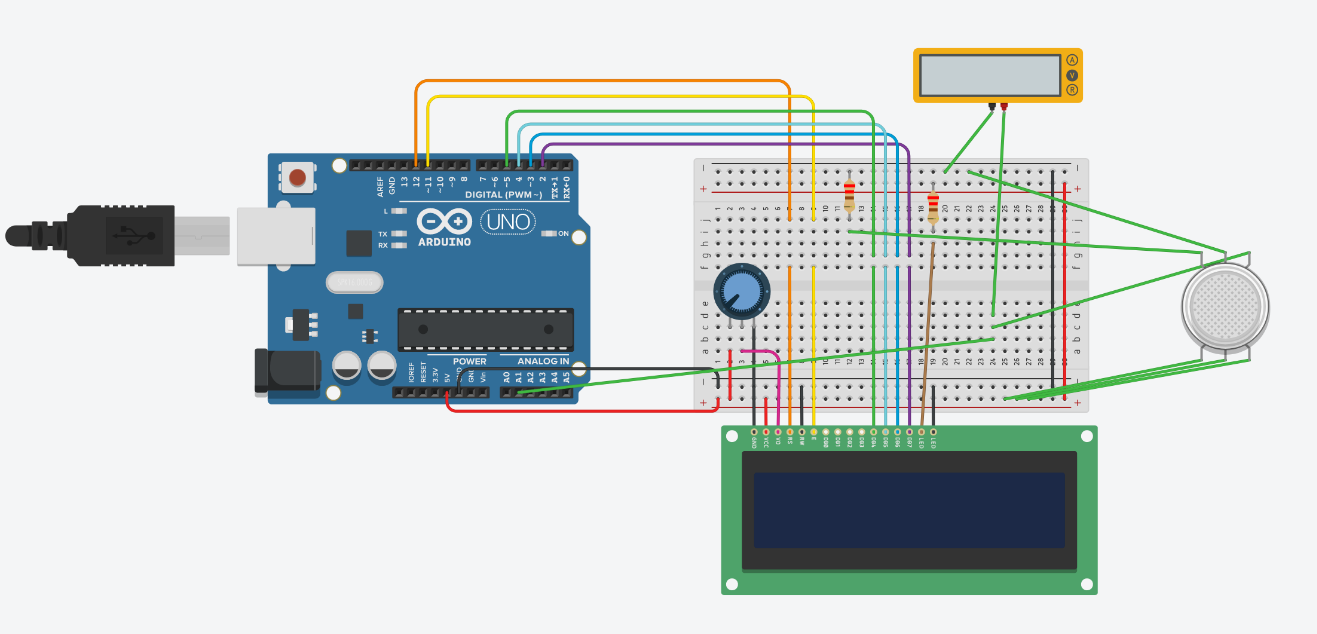 A
V
R
AREF
GND
13
12
~11
~10
~9
8
7
~6
~5
4
~3
2
TX→1
RX←0
DIGITAL (PWM ~)
L
TX
RX
ARDUINO
UNO
ON
POWER
ANALOG IN
IOREF
RESET
3.3V
5V
GND
GND
Vin
A0
A1
A2
A3
A4
A5
- -
+ +
j j
i i
h h
g g
f f
e e
d d
c c
b b
a a
- -
+ +
GND
VCC
V0
RS
RW
E
DB0
DB1
DB2
DB3
DB4
DB5
DB6
DB7
LED
LED